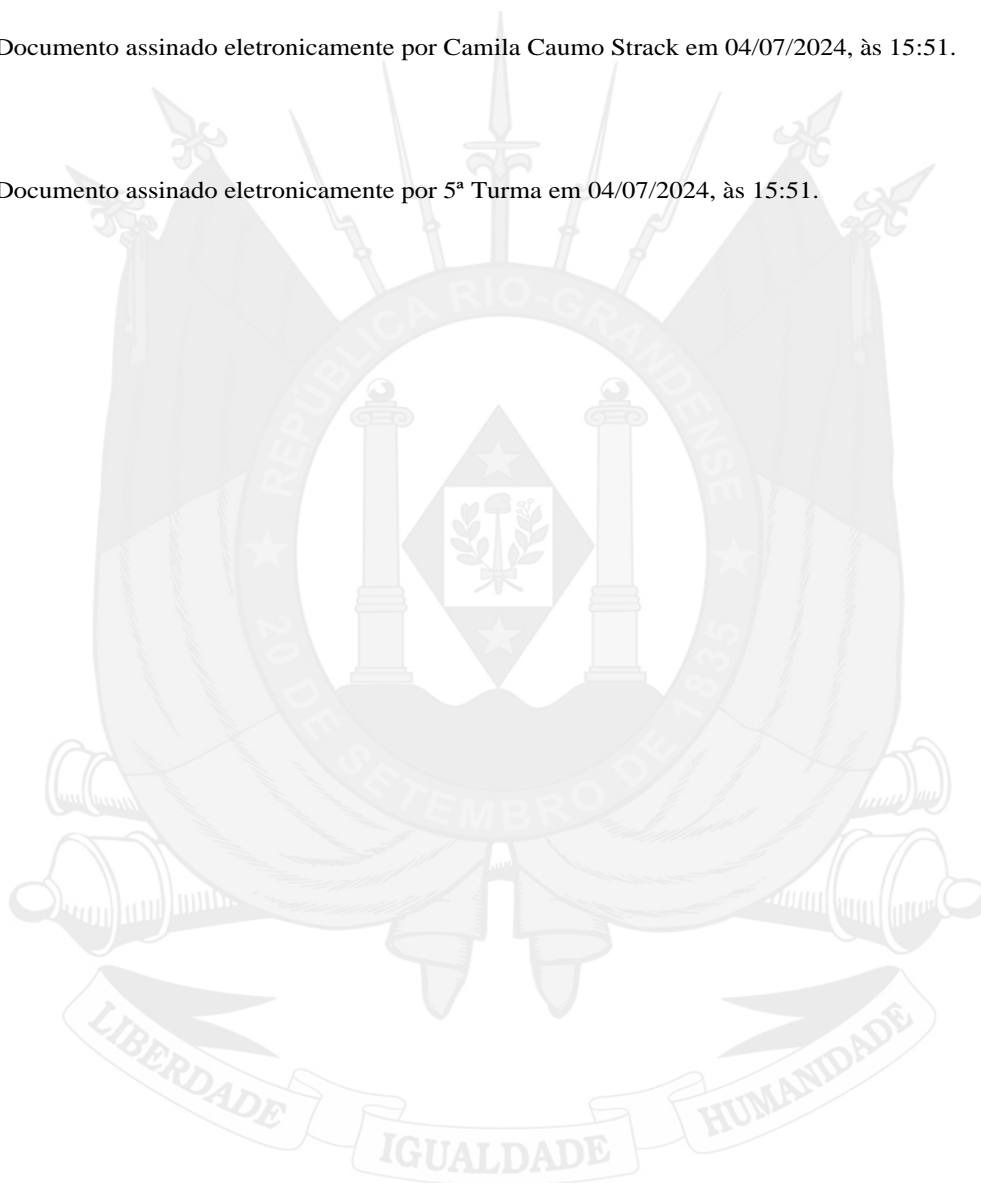 Documento assinado eletronicamente por Camila Caumo Strack em 04/07/2024, às 15:51.
Documento assinado eletronicamente por 5ª Turma em 04/07/2024, às 15:51.
REPÚBLICA RIO-GRANDENSE
20 DE SETEMBRO DE 1835
LIBERDADE
IGUALDADE
HUMANIDADE